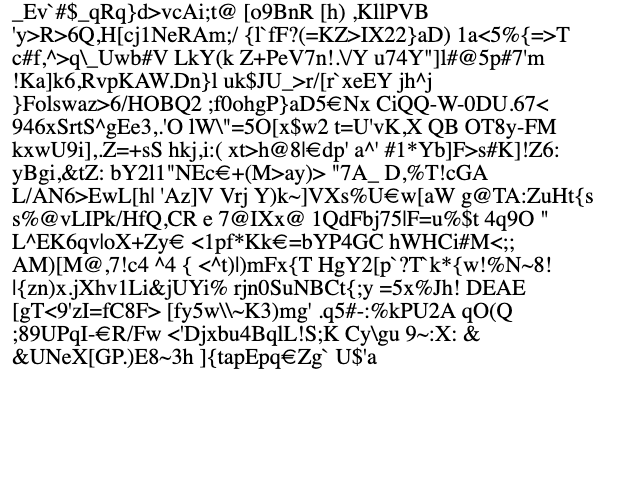 _Ev`#$_qRq}d>vcAi;t@ [o9BnR [h) ,KllPVB
'y>R>6Q,H[cj1NeRAm;/ {I`fF?(=KZ>IX22}aD) 1a<5%{=>T
c#f,^>q\_Uwb#V LkY(k Z+PeV7n!.\/Y u74Y"]l#@5p#7'm
!Ka]k6,RvpKAW.Dn}l uk$JU_>r/[r`xeEY jh^j
}Folswaz>6/HOBQ2 ;f0ohgP}aD5€Nx CiQQ-W-0DU.67<
946xSrtS^gEe3,.'O lW\"=5O[x$w2 t=U'vK,X QB OT8y-FM
kxwU9i],.Z=+sS hkj,i:( xt>h@8|€dp' a^' #1*Yb]F>s#K]!Z6:
yBgi,&tZ: bY2l1"NEc€+(M>ay)> "7A_ D,%T!cGA
L/AN6>EwL[h| 'Az]V Vrj Y)k~]VXs%U€w[aW g@TA:ZuHt{s
s%@vLIPk/HfQ,CR e 7@IXx@ 1QdFbj75|F=u%$t 4q9O "
L^EK6qv|oX+Zy€ <1pf*Kk€=bYP4GC hWHCi#M<;;
AM)[M@,7!c4 ^4 { <^t)|)mFx{T HgY2[p`?T`k*{w!%N~8!
|{zn)x.jXhv1Li&jUYi% rjn0SuNBCt{;y =5x%Jh! DEAE
[gT<9'zI=fC8F> [fy5w\\~K3)mg' .q5#-:%kPU2A qO(Q
;89UPqI-€R/Fw <'Djxbu4BqlL!S;K Cy\gu 9~:X: &
&UNeX[GP.)E8~3h ]{tapEpq€Zg` U$'a